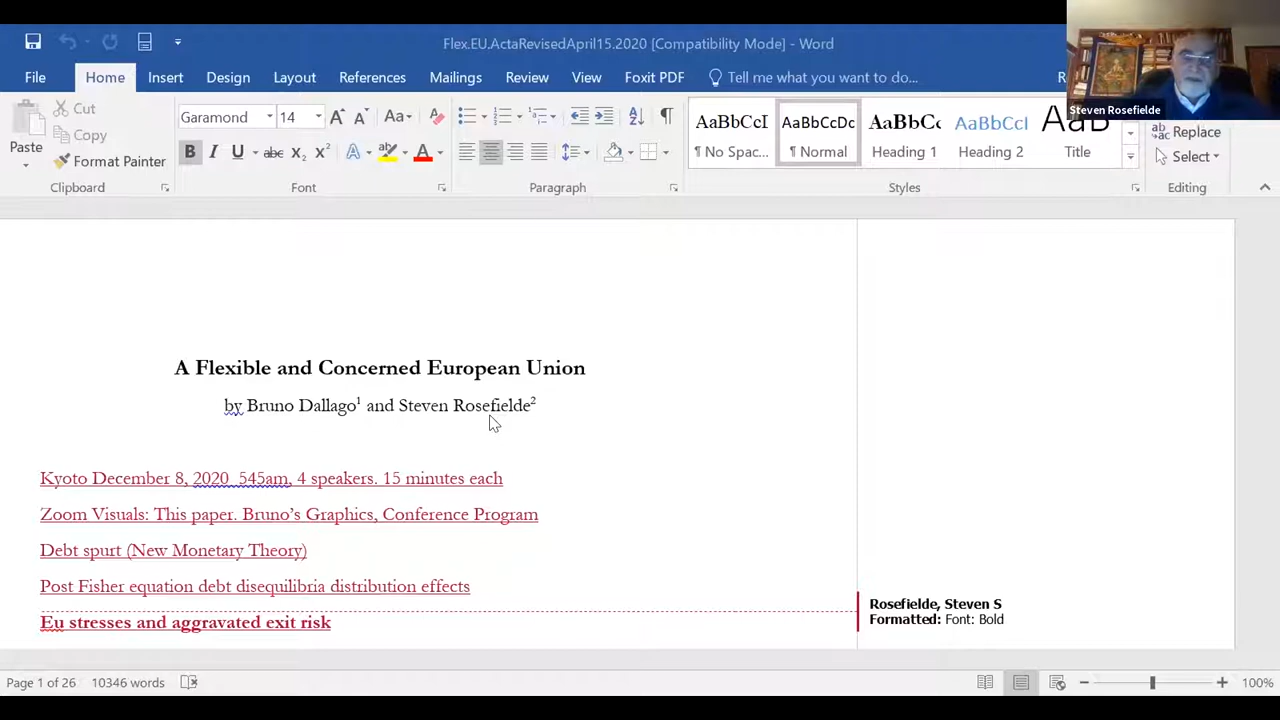 Flex.EU.ActaRevisedApril15.2020 [Compatibility Mode] - Word
File Home Insert Design Layout References Mailings Review View Foxit PDF Tell me what you want to do...
Steven Rosefielde
Paste
Cut
Copy
Format Painter
Clipboard
Garamond 14
Font
Paragraph
AaBbCcI AaBbCcDc AaBbCc AaBbCcI AaB
¶ No Spac... ¶ Normal Heading 1 Heading 2 Title
Styles
Replace
Select
Editing
A Flexible and Concerned European Union
by Bruno Dallago1 and Steven Rosefielde2
Kyoto December 8, 2020 545am, 4 speakers. 15 minutes each
Zoom Visuals: This paper. Bruno’s Graphics, Conference Program
Debt spurt (New Monetary Theory)
Post Fisher equation debt disequilibria distribution effects
Eu stresses and aggravated exit risk
Rosefielde, Steven S
Formatted: Font: Bold
Page 1 of 26 10346 words
100%